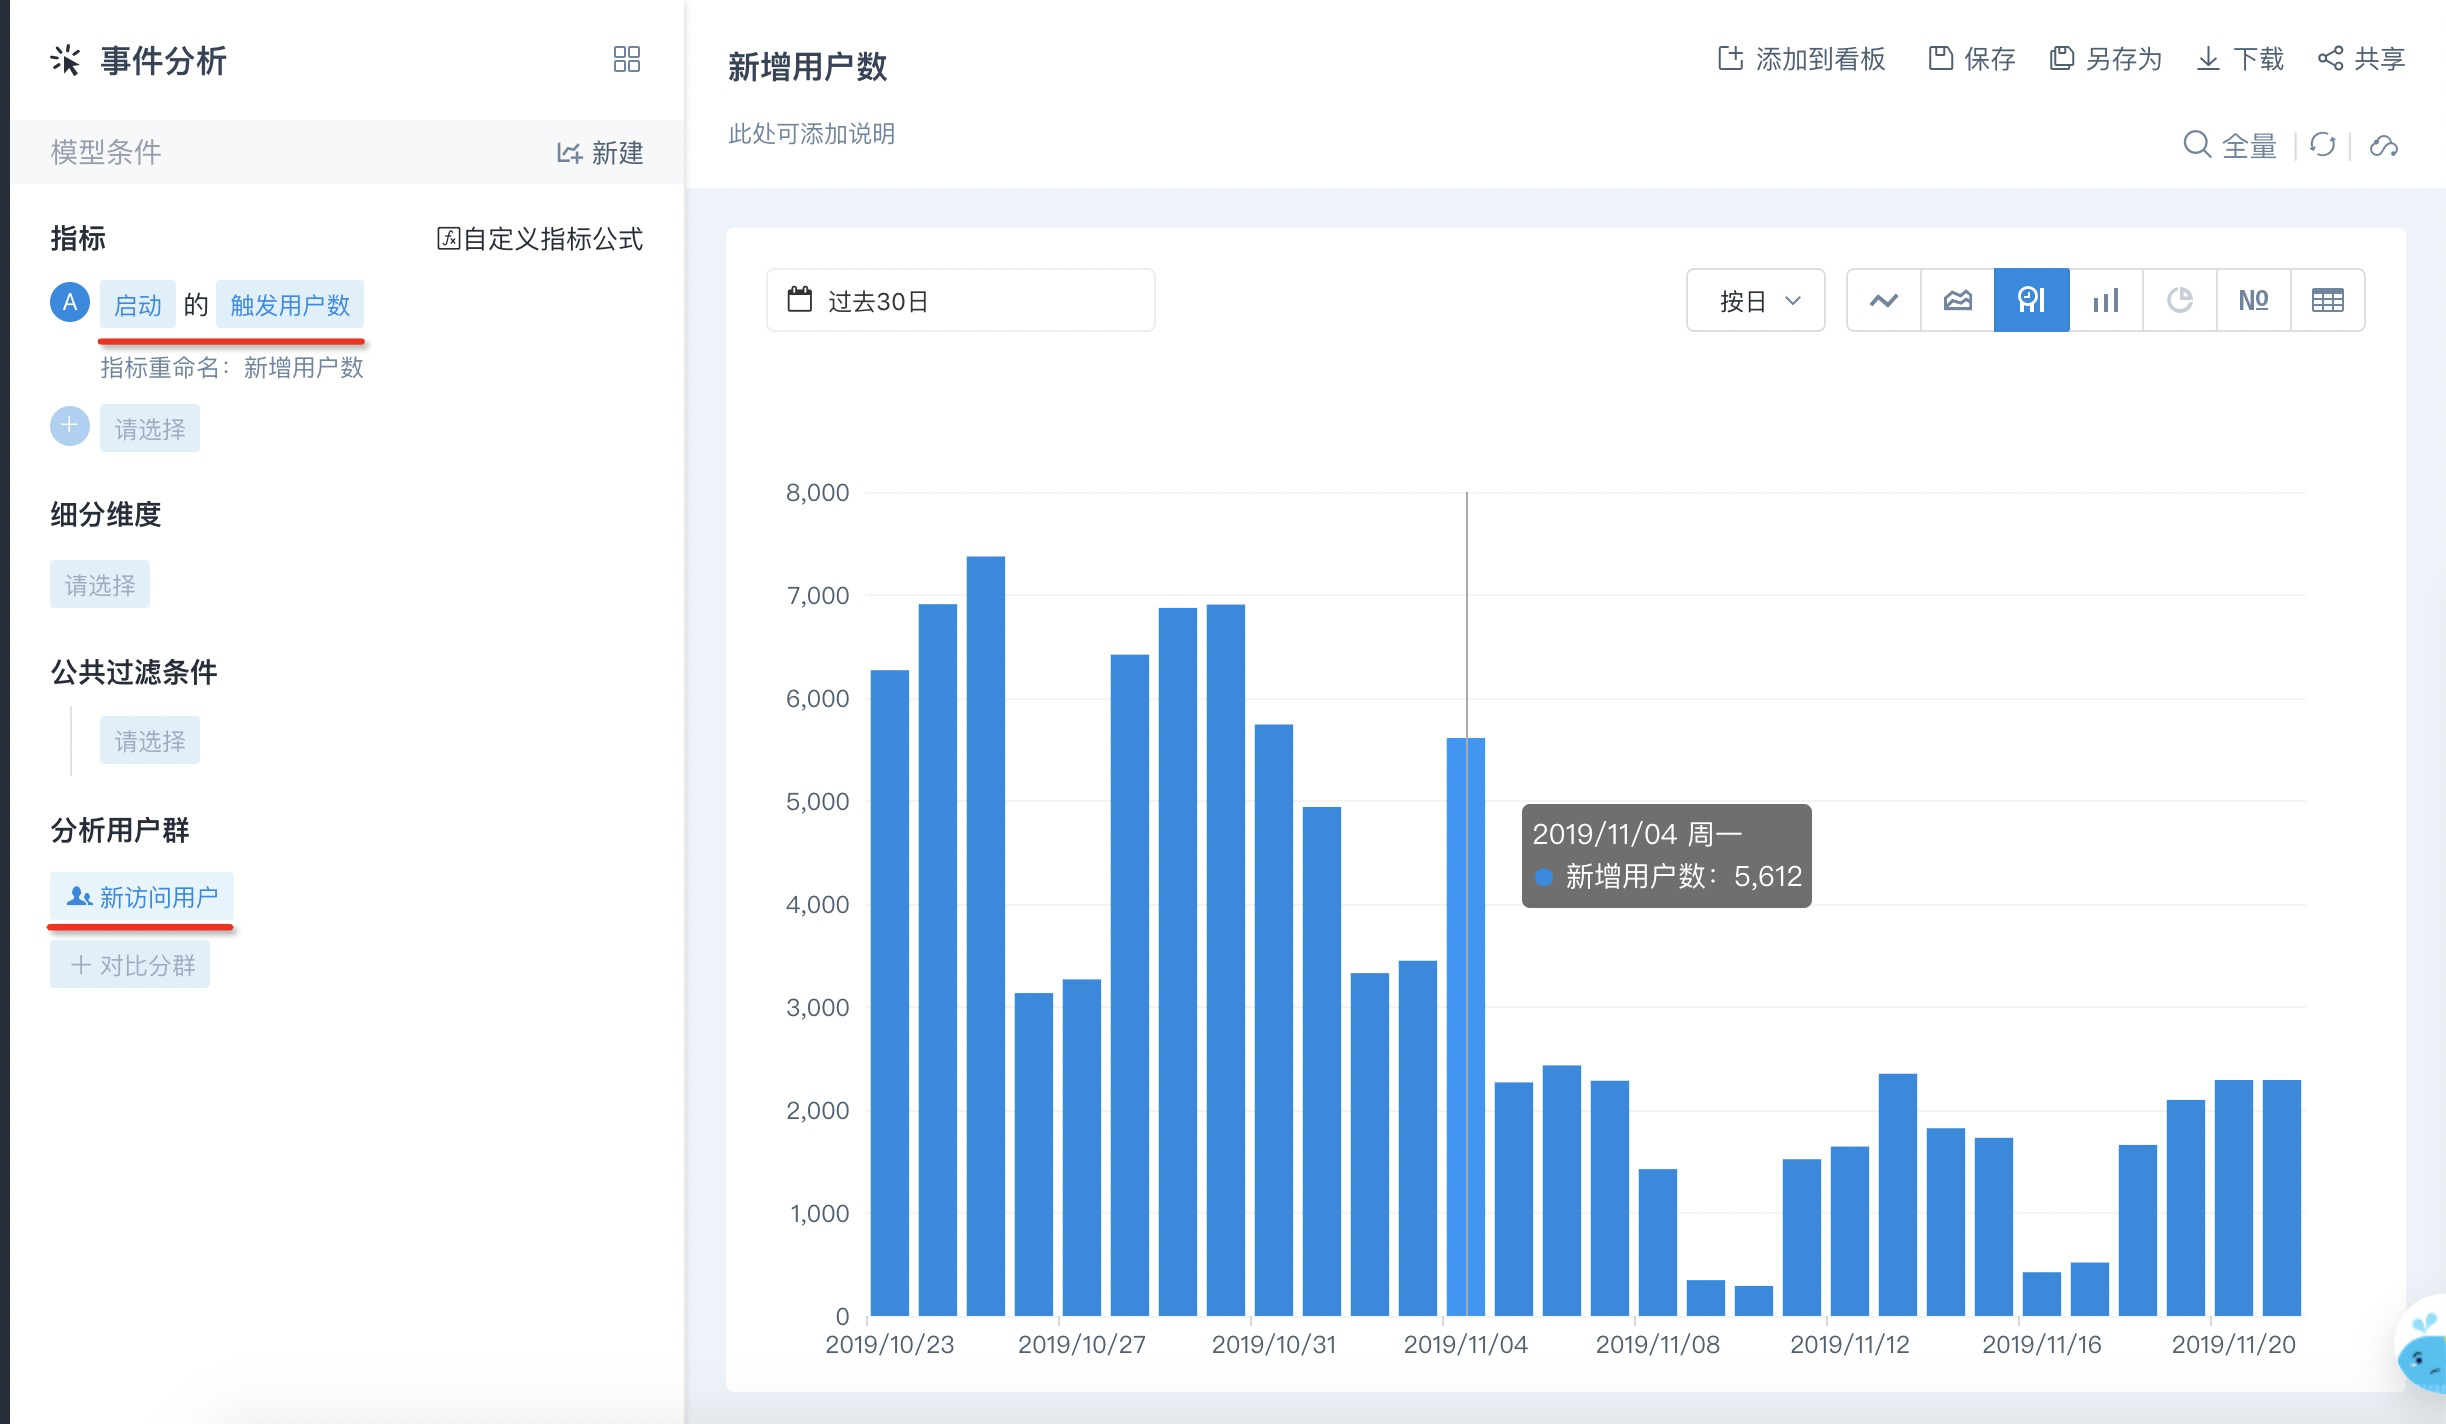 事件分析
模型条件
新建
指标
自定义指标公式
A 启动 的 触发用户数
指标重命名：新增用户数
请选择
细分维度
请选择
公共过滤条件
请选择
分析用户群
新访问用户
+ 对比分群
新增用户数
添加到看板 保存 另存为 下载 共享
此处可添加说明
全量
过去30日
按日
№
8,000
7,000
6,000
5,000
4,000
3,000
2,000
1,000
0
2019/11/04 周一
新增用户数：5,612
2019/10/23 2019/10/27 2019/10/31 2019/11/04 2019/11/08 2019/11/12 2019/11/16 2019/11/20